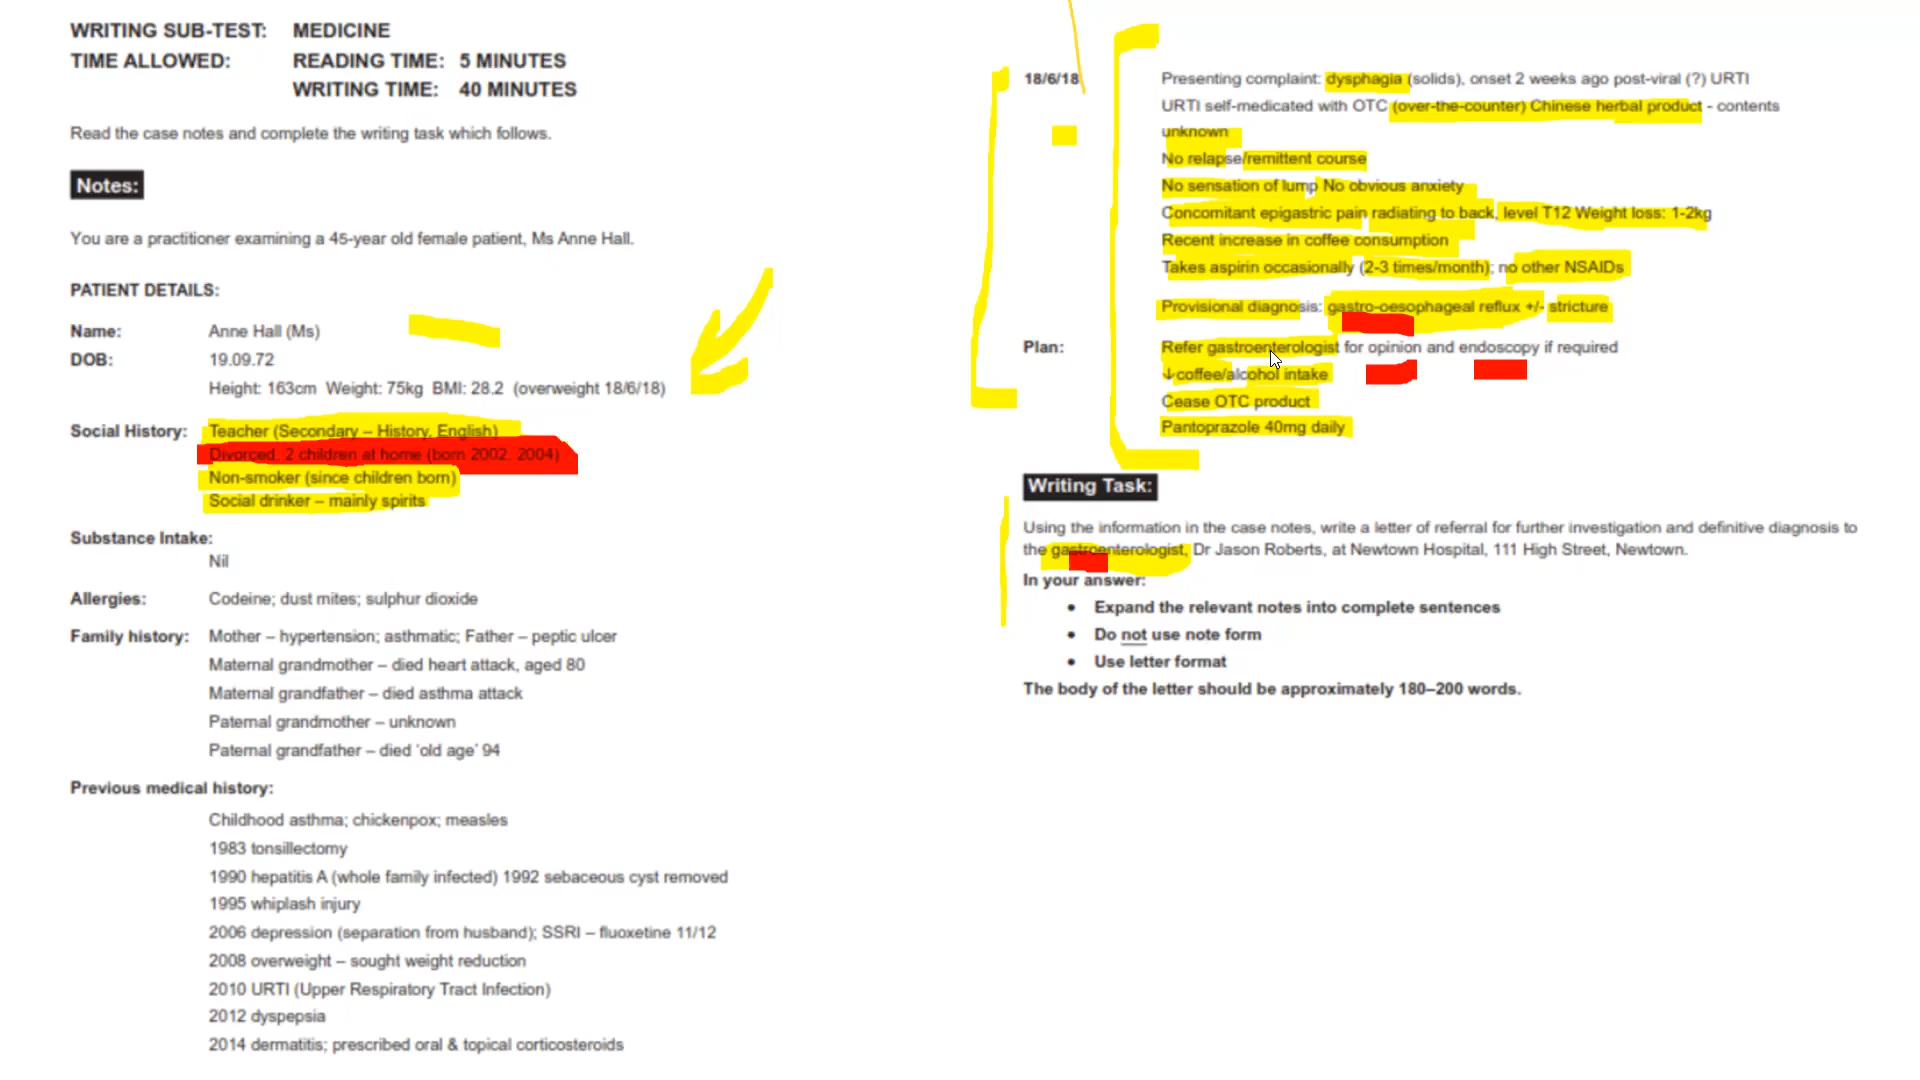 WRITING SUB-TEST: MEDICINE
TIME ALLOWED: READING TIME: 5 MINUTES
WRITING TIME: 40 MINUTES
Read the case notes and complete the writing task which follows.
Notes:
You are a practitioner examining a 45-year old female patient, Ms Anne Hall.
PATIENT DETAILS:
Name: Anne Hall (Ms)
DOB: 19.09.72
Height: 163cm Weight: 75kg BMI: 28.2 (overweight 18/6/18)
Social History: Teacher (Secondary – History, English)
Divorced, 2 children at home (born 2002, 2004)
Non-smoker (since children born)
Social drinker – mainly spirits
Substance Intake:
Nil
Allergies: Codeine; dust mites; sulphur dioxide
Family history: Mother – hypertension; asthmatic; Father – peptic ulcer
Maternal grandmother – died heart attack, aged 80
Maternal grandfather – died asthma attack
Paternal grandmother – unknown
Paternal grandfather – died ‘old age’ 94
Previous medical history:
Childhood asthma; chickenpox; measles
1983 tonsillectomy
1990 hepatitis A (whole family infected) 1992 sebaceous cyst removed
1995 whiplash injury
2006 depression (separation from husband); SSRI – fluoxetine 11/12
2008 overweight – sought weight reduction
2010 URTI (Upper Respiratory Tract Infection)
2012 dyspepsia
2014 dermatitis; prescribed oral & topical corticosteroids
18/6/18 Presenting complaint: dysphagia (solids), onset 2 weeks ago post-viral (?) URTI
URTI self-medicated with OTC (over-the-counter) Chinese herbal product - contents
unknown
No relapse/remittent course
No sensation of lump No obvious anxiety
Concomitant epigastric pain radiating to back, level T12 Weight loss: 1-2kg
Recent increase in coffee consumption
Takes aspirin occasionally (2-3 times/month); no other NSAIDs
Provisional diagnosis: gastro-oesophageal reflux +/- stricture
Plan: Refer gastroenterologist for opinion and endoscopy if required
↓coffee/alcohol intake
Cease OTC product
Pantoprazole 40mg daily
Writing Task:
Using the information in the case notes, write a letter of referral for further investigation and definitive diagnosis to
the gastroenterologist, Dr Jason Roberts, at Newtown Hospital, 111 High Street, Newtown.
In your answer:
• Expand the relevant notes into complete sentences
• Do not use note form
• Use letter format
The body of the letter should be approximately 180–200 words.